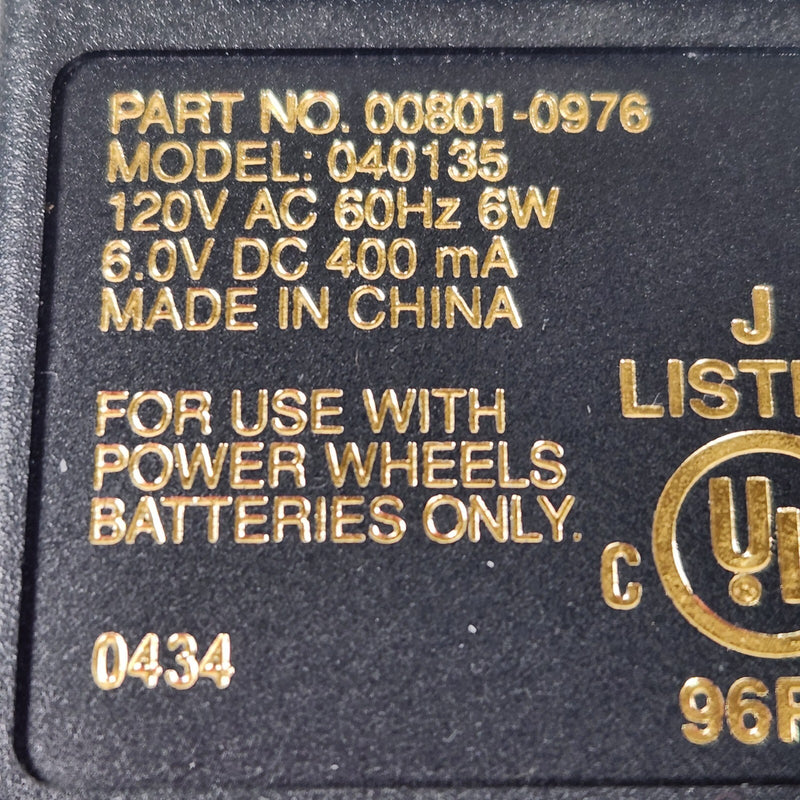 PART NO. 00801-0976
MODEL: 040135
120V AC 60Hz 6W
6.0V DC 400 mA
MADE IN CHINA
FOR USE WITH
POWER WHEELS
BATTERIES ONLY.
0434
J
C